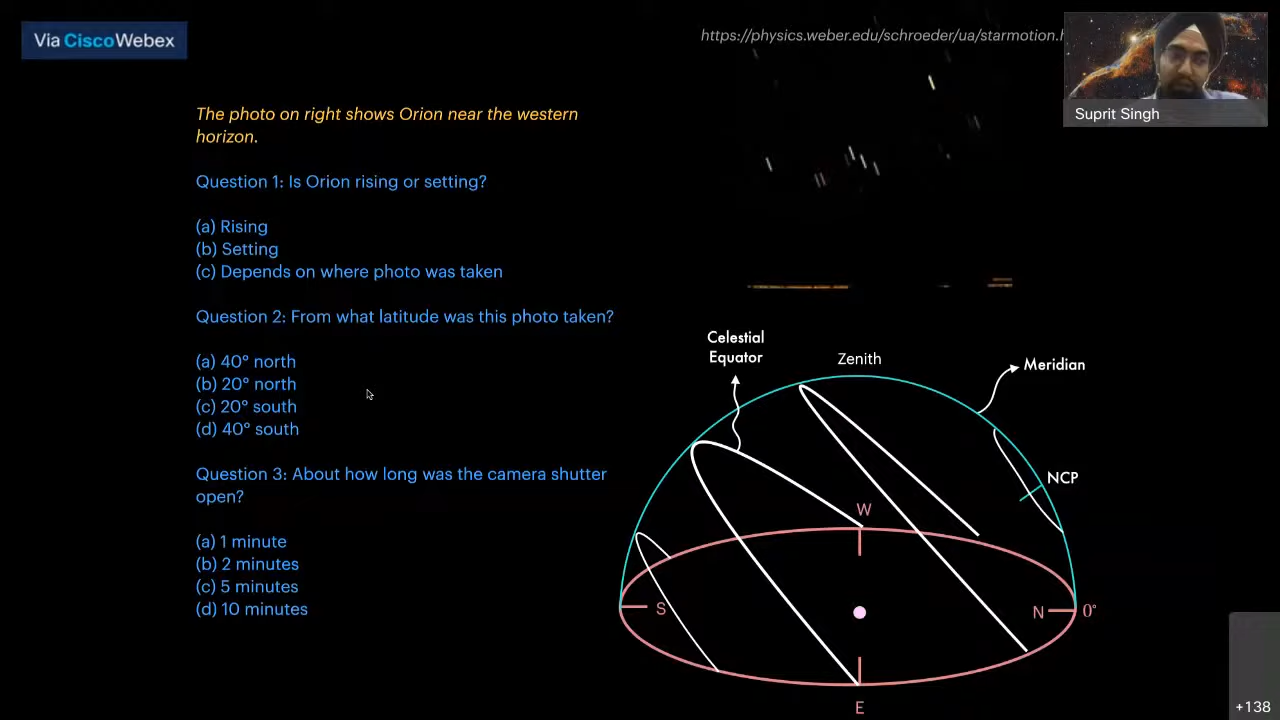 Via Cisco Webex
https://physics.weber.edu/schroeder/ua/starmotion.h
Suprit Singh
The photo on right shows Orion near the western
horizon.
Question 1: Is Orion rising or setting?
(a) Rising
(b) Setting
(c) Depends on where photo was taken
Question 2: From what latitude was this photo taken?
(a) 40° north
(b) 20° north
(c) 20° south
(d) 40° south
Question 3: About how long was the camera shutter
open?
(a) 1 minute
(b) 2 minutes
(c) 5 minutes
(d) 10 minutes
Celestial
Equator
Zenith
Meridian
NCP
W
S
N
0°
E
+138